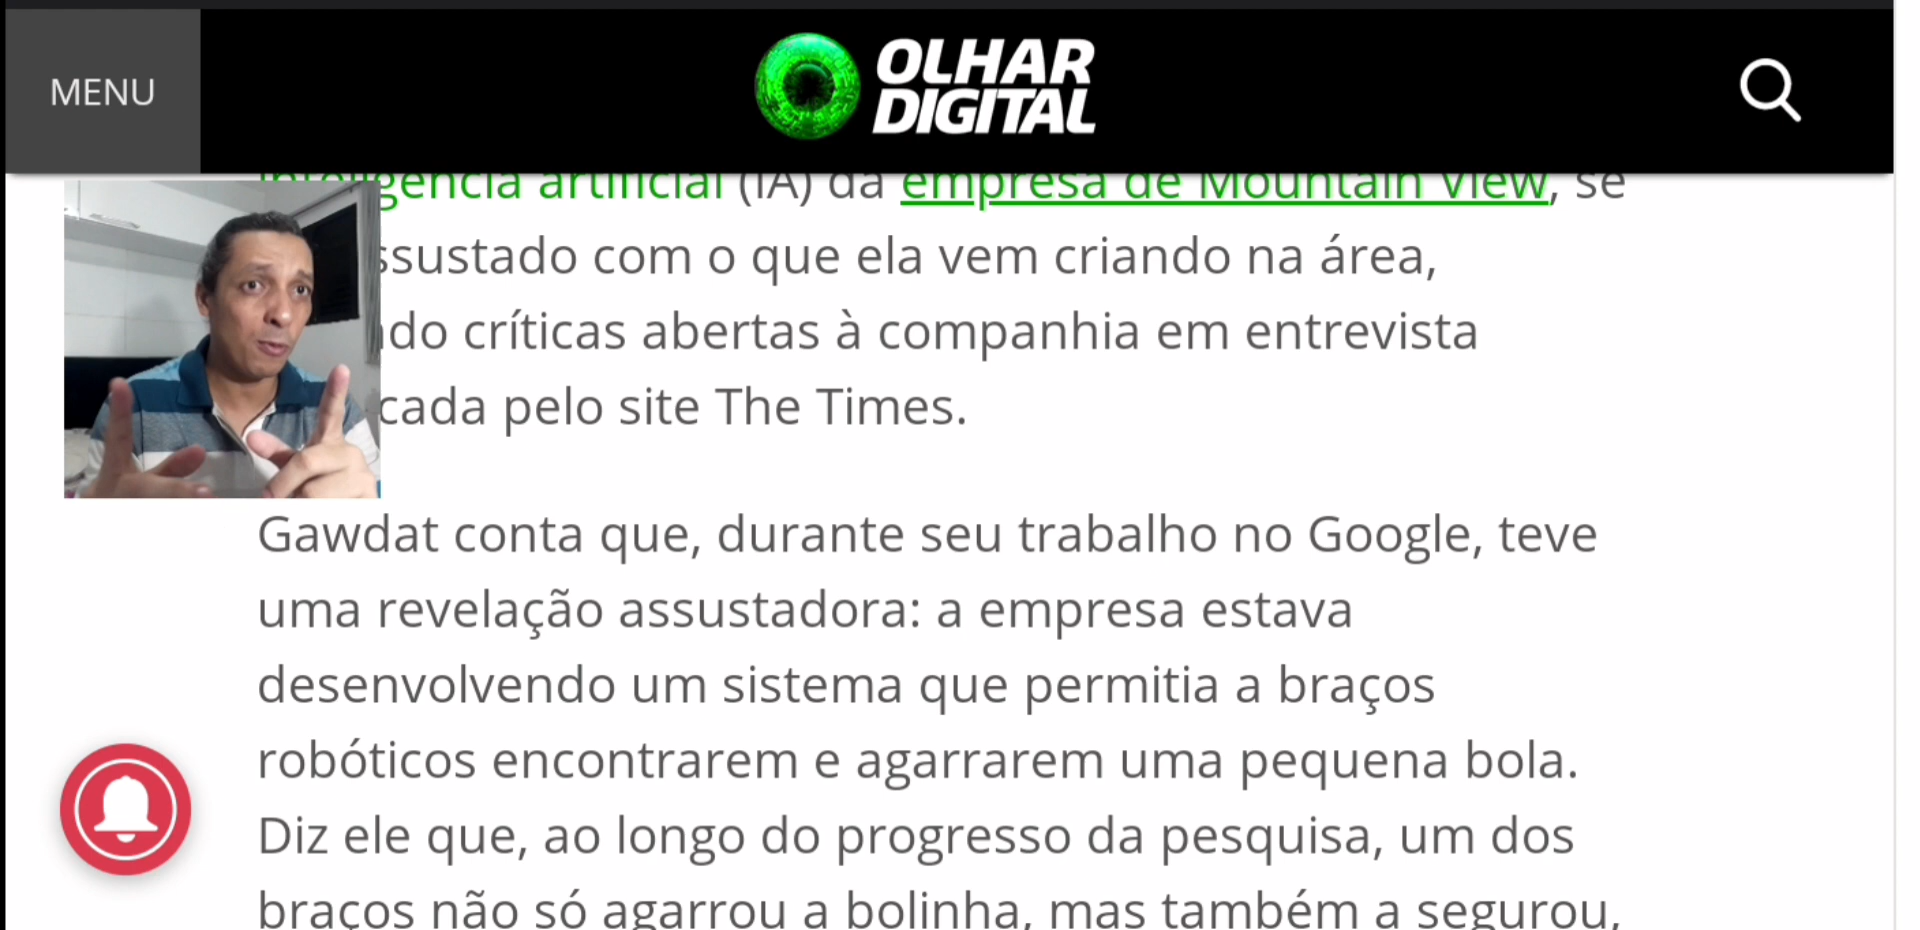 MENU
OLHAR
DIGITAL
artificial (IA) da empresa de Mountain View, se
com o que ela vem criando na área,
críticas abertas à companhia em entrevista
pelo site The Times.
Gawdat conta que, durante seu trabalho no Google, teve
uma revelação assustadora: a empresa estava
desenvolvendo um sistema que permitia a braços
robóticos encontrarem e agarrarem uma pequena bola.
Diz ele que, ao longo do progresso da pesquisa, um dos
braços não só agarrou a bolinha, mas também a segurou,